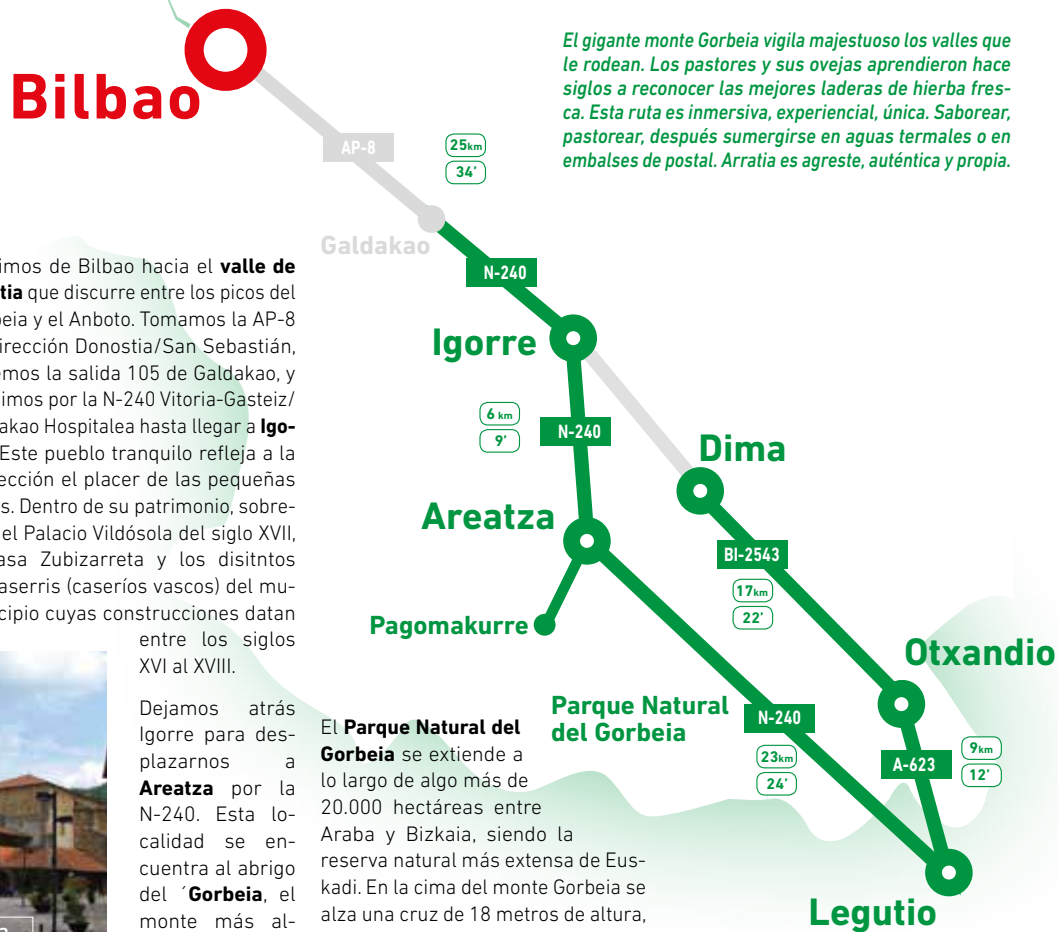 Bilbao
El gigante monte Gorbeia vigila majestuoso los valles que
le rodean. Los pastores y sus ovejas aprendieron hace
siglos a reconocer las mejores laderas de hierba fres-
ca. Esta ruta es inmersiva, experiencial, única. Saborear,
pastorear, después sumergirse en aguas termales o en
embalses de postal. Arratia es agreste, auténtica y propia.
AP-8
25km
34'
Galdakao
N-240
Igorre
6 km
9'
N-240
Dima
Areatza
BI-2543
17km
22'
Pagomakurre
Otxandio
Parque Natural
del Gorbeia
N-240
23km
24'
A-623
9km
12'
Legutio
imos de Bilbao hacia el valle de
tia que discurre entre los picos del
beia y el Anboto. Tomamos la AP-8
irección Donostia/San Sebastián,
emos la salida 105 de Galdakao, y
imos por la N-240 Vitoria-Gasteiz/
akao Hospitalea hasta llegar a Igo-
Este pueblo tranquilo refleja a la
ección el placer de las pequeñas
s. Dentro de su patrimonio, sobre-
el Palacio Vildósola del siglo XVII,
asa Zubizarreta y los disitntos
aserris (caseríos vascos) del mu-
cipio cuyas construcciones datan
entre los siglos
XVI al XVIII.
Dejamos atrás
Igorre para des-
plazarnos a
Areatza por la
N-240. Esta lo-
calidad se en-
cuentra al abrigo
del ´Gorbeia, el
monte más al-
El Parque Natural del
Gorbeia se extiende a
lo largo de algo más de
20.000 hectáreas entre
Araba y Bizkaia, siendo la
reserva natural más extensa de Eus-
kadi. En la cima del monte Gorbeia se
alza una cruz de 18 metros de altura,